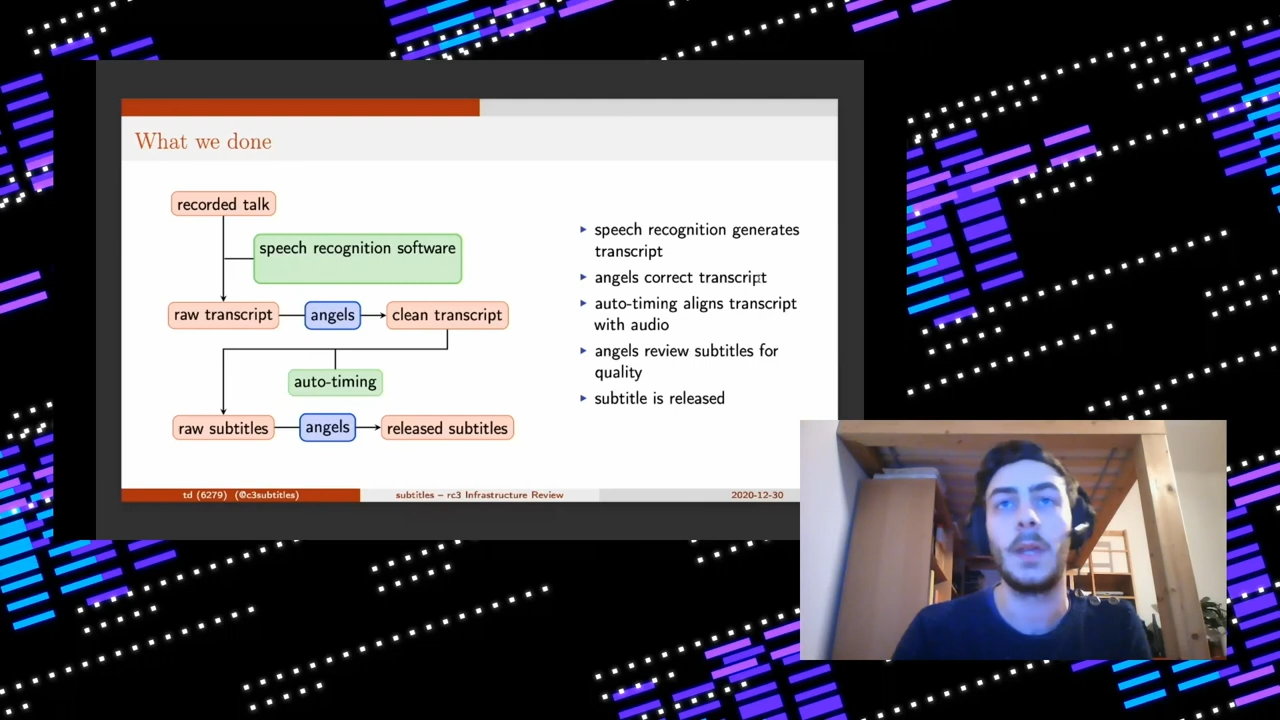 What we done
recorded talk
speech recognition software
raw transcript
angels
clean transcript
auto-timing
raw subtitles
angels
released subtitles
speech recognition generates
transcript
angels correct transcript
auto-timing aligns transcript
with audio
angels review subtitles for
quality
subtitle is released
td (6279) (@c3subtitles)
subtitles – rc3 Infrastructure Review
2020-12-30